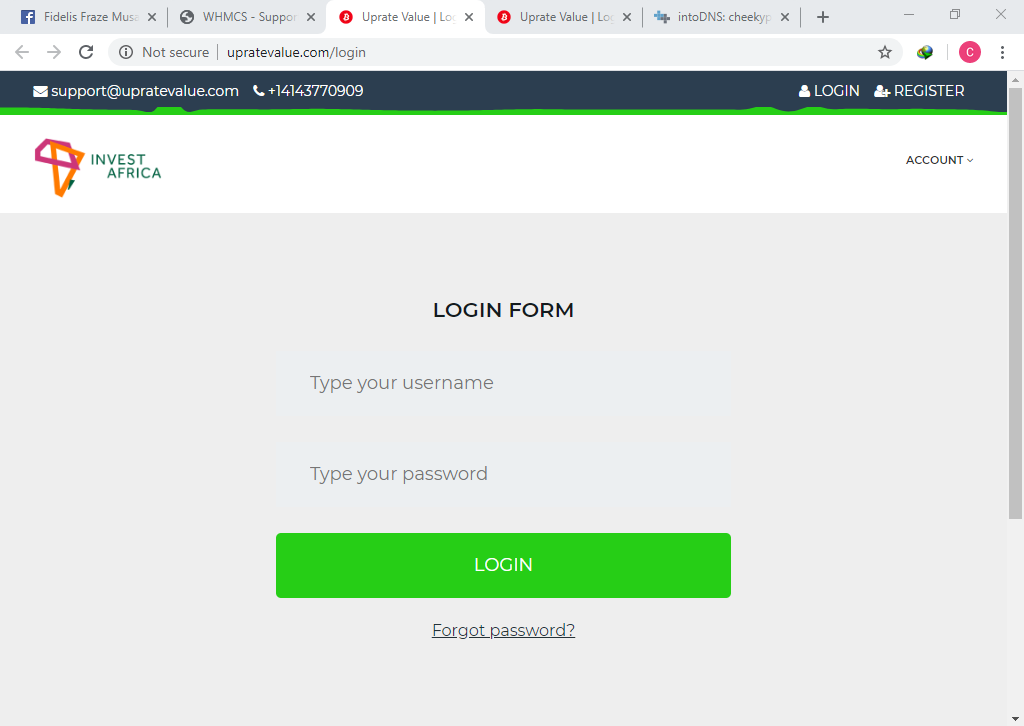 Fidelis Fraze Musa
WHMCS - Suppor
Uprate Value | Lo
Uprate Value | Lo
intoDNS: cheekyp
Not secure
upratevalue.com/login
C
support@upratevalue.com
+14143770909
LOGIN
REGISTER
INVEST
AFRICA
ACCOUNT
LOGIN FORM
Type your username
Type your password
LOGIN
Forgot password?